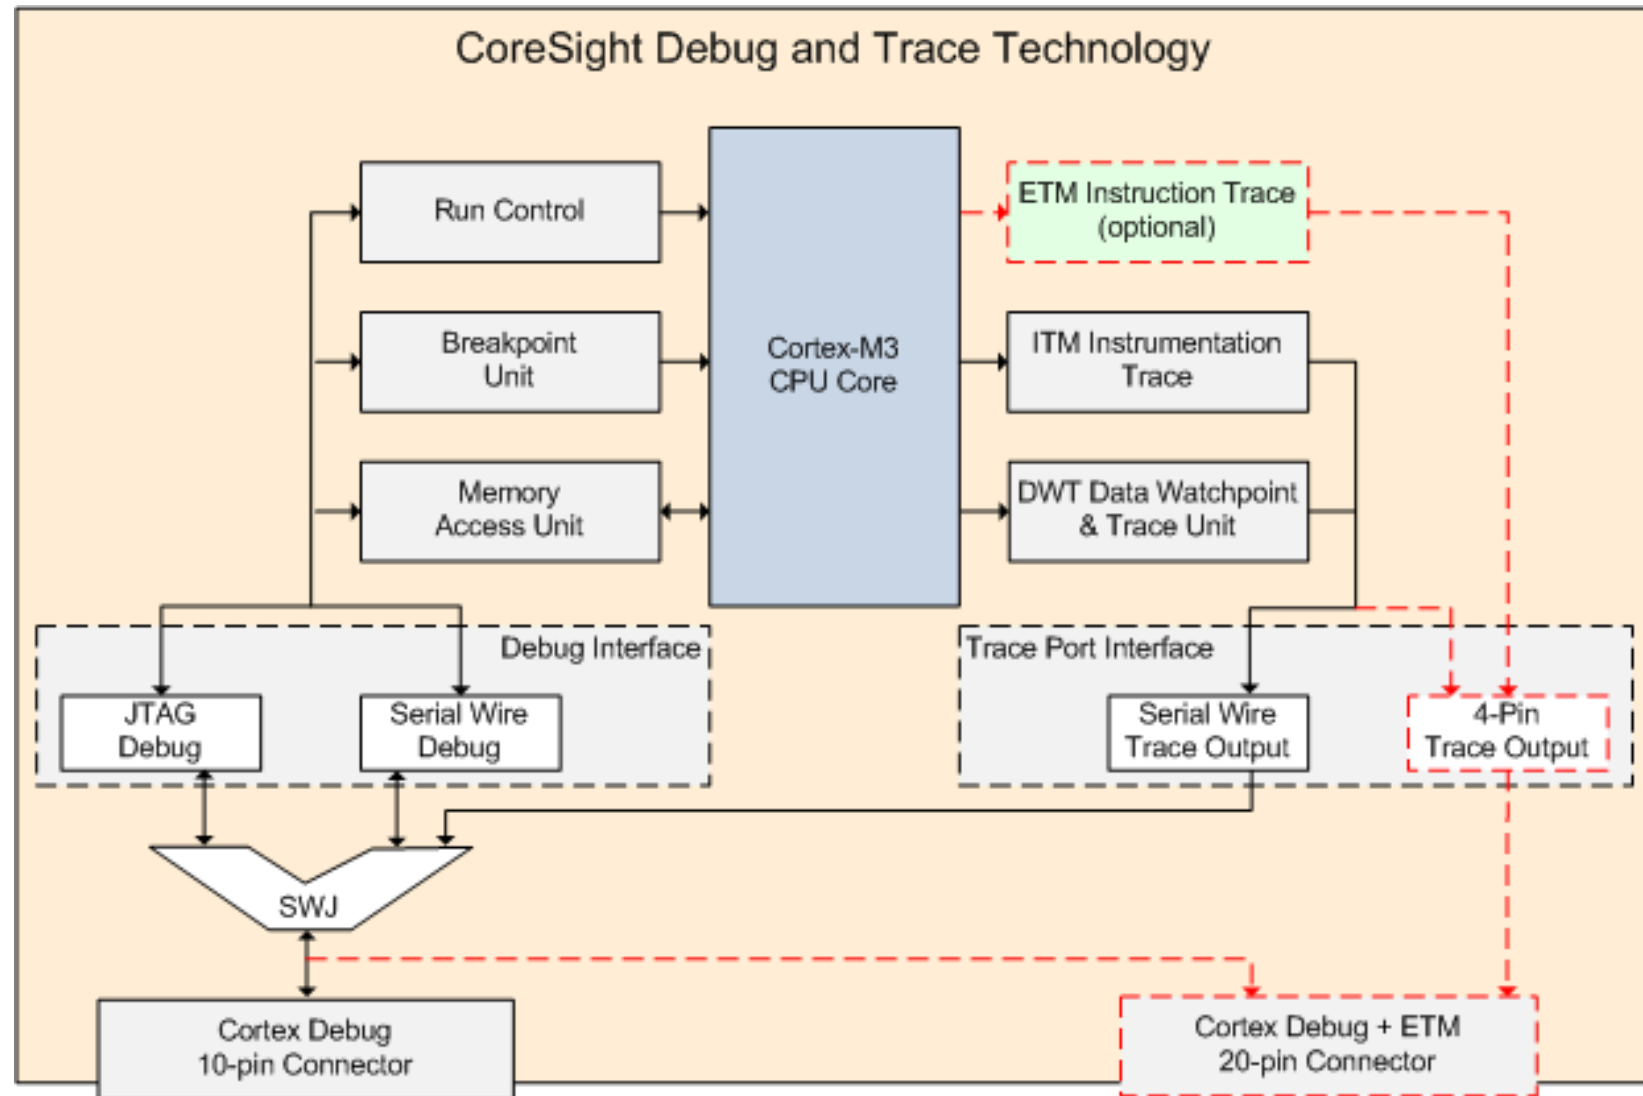 CoreSight Debug and Trace Technology
Run Control
Breakpoint
Unit
Memory
Access Unit
Cortex-M3
CPU Core
ETM Instruction Trace
(optional)
ITM Instrumentation
Trace
DWT Data Watchpoint
& Trace Unit
Debug Interface
JTAG
Debug
Serial Wire
Debug
Trace Port Interface
Serial Wire
Trace Output
4-Pin
Trace Output
SWJ
Cortex Debug
10-pin Connector
Cortex Debug + ETM
20-pin Connector